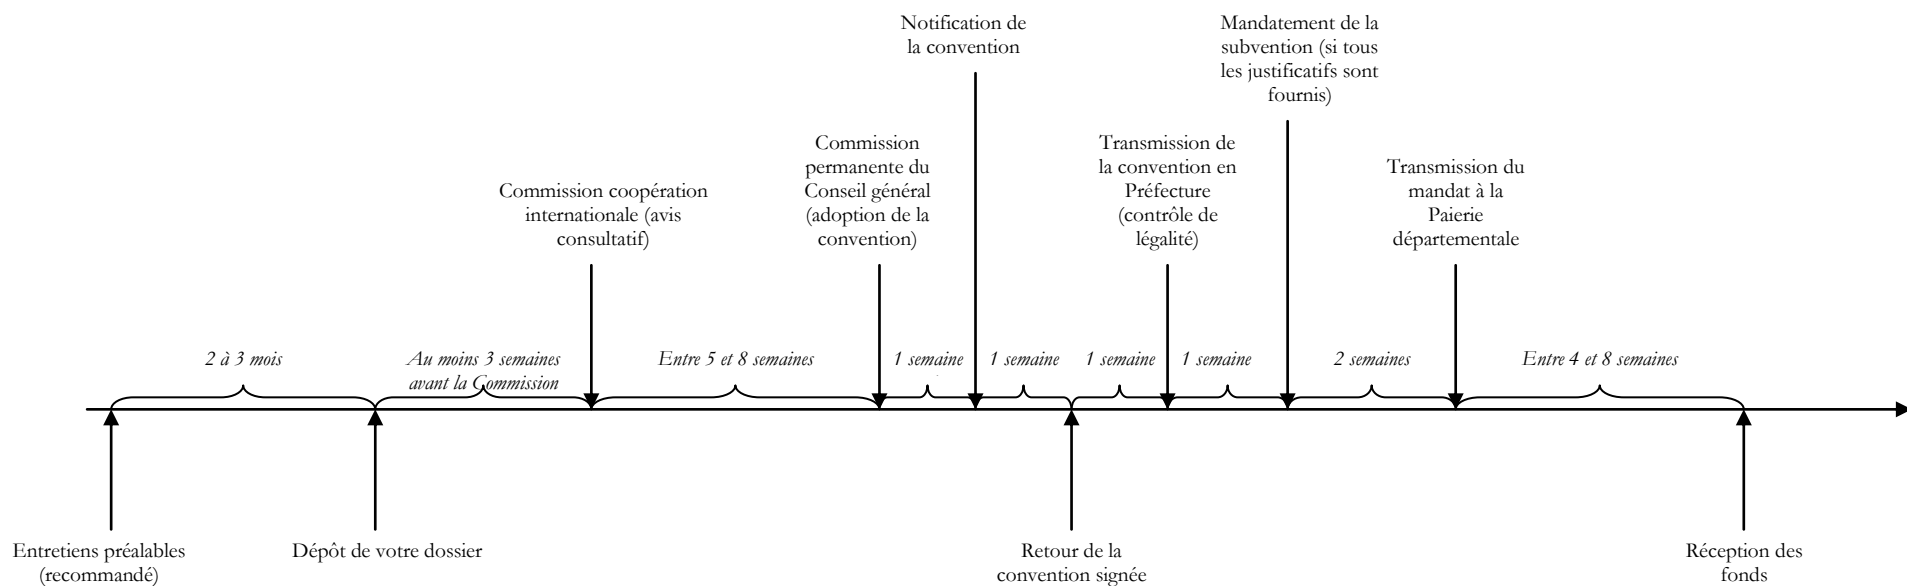 Notification de
la convention
Mandatement de la
subvention (si tous
les justificatifs sont
fournis)
Commission
permanente du
Conseil général
(adoption de la
convention)
Transmission de
la convention en
Préfecture
(contrôle de
légalité)
Transmission du
mandat à la
Paierie
départementale
Commission coopération
internationale (avis
consultatif)
2 à 3 mois
Au moins 3 semaines
avant la Commission
Entre 5 et 8 semaines
1 semaine
1 semaine
1 semaine
1 semaine
2 semaines
Entre 4 et 8 semaines
Entretiens préalables
(recommandé)
Dépôt de votre dossier
Retour de la
convention signée
Réception des
fonds